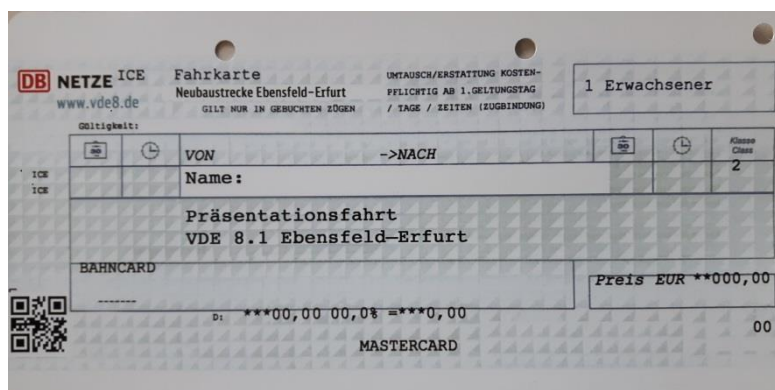 DB NETZE ICE Fahrkarte UMTAUSCH/ERSTATTUNG KOSTEN-
Neubaustrecke Ebensfeld-Erfurt PFLICHTIG AB 1.GELTUNGSTAG 1 Erwachsener
www.vde8.de GILT NUR IN GEBUCHTEN ZÜGEN / TAGE / ZEITEN (ZUGBINDUNG)
Gültigkeit:
VON ->NACH Klasse
Class
ICE Name: 2
ICE
Präsentationsfahrt
VDE 8.1 Ebensfeld—Erfurt
BAHNCARD Preis EUR **000,00
-------
D: ***00,00 00,0% =***0,00
00
MASTERCARD